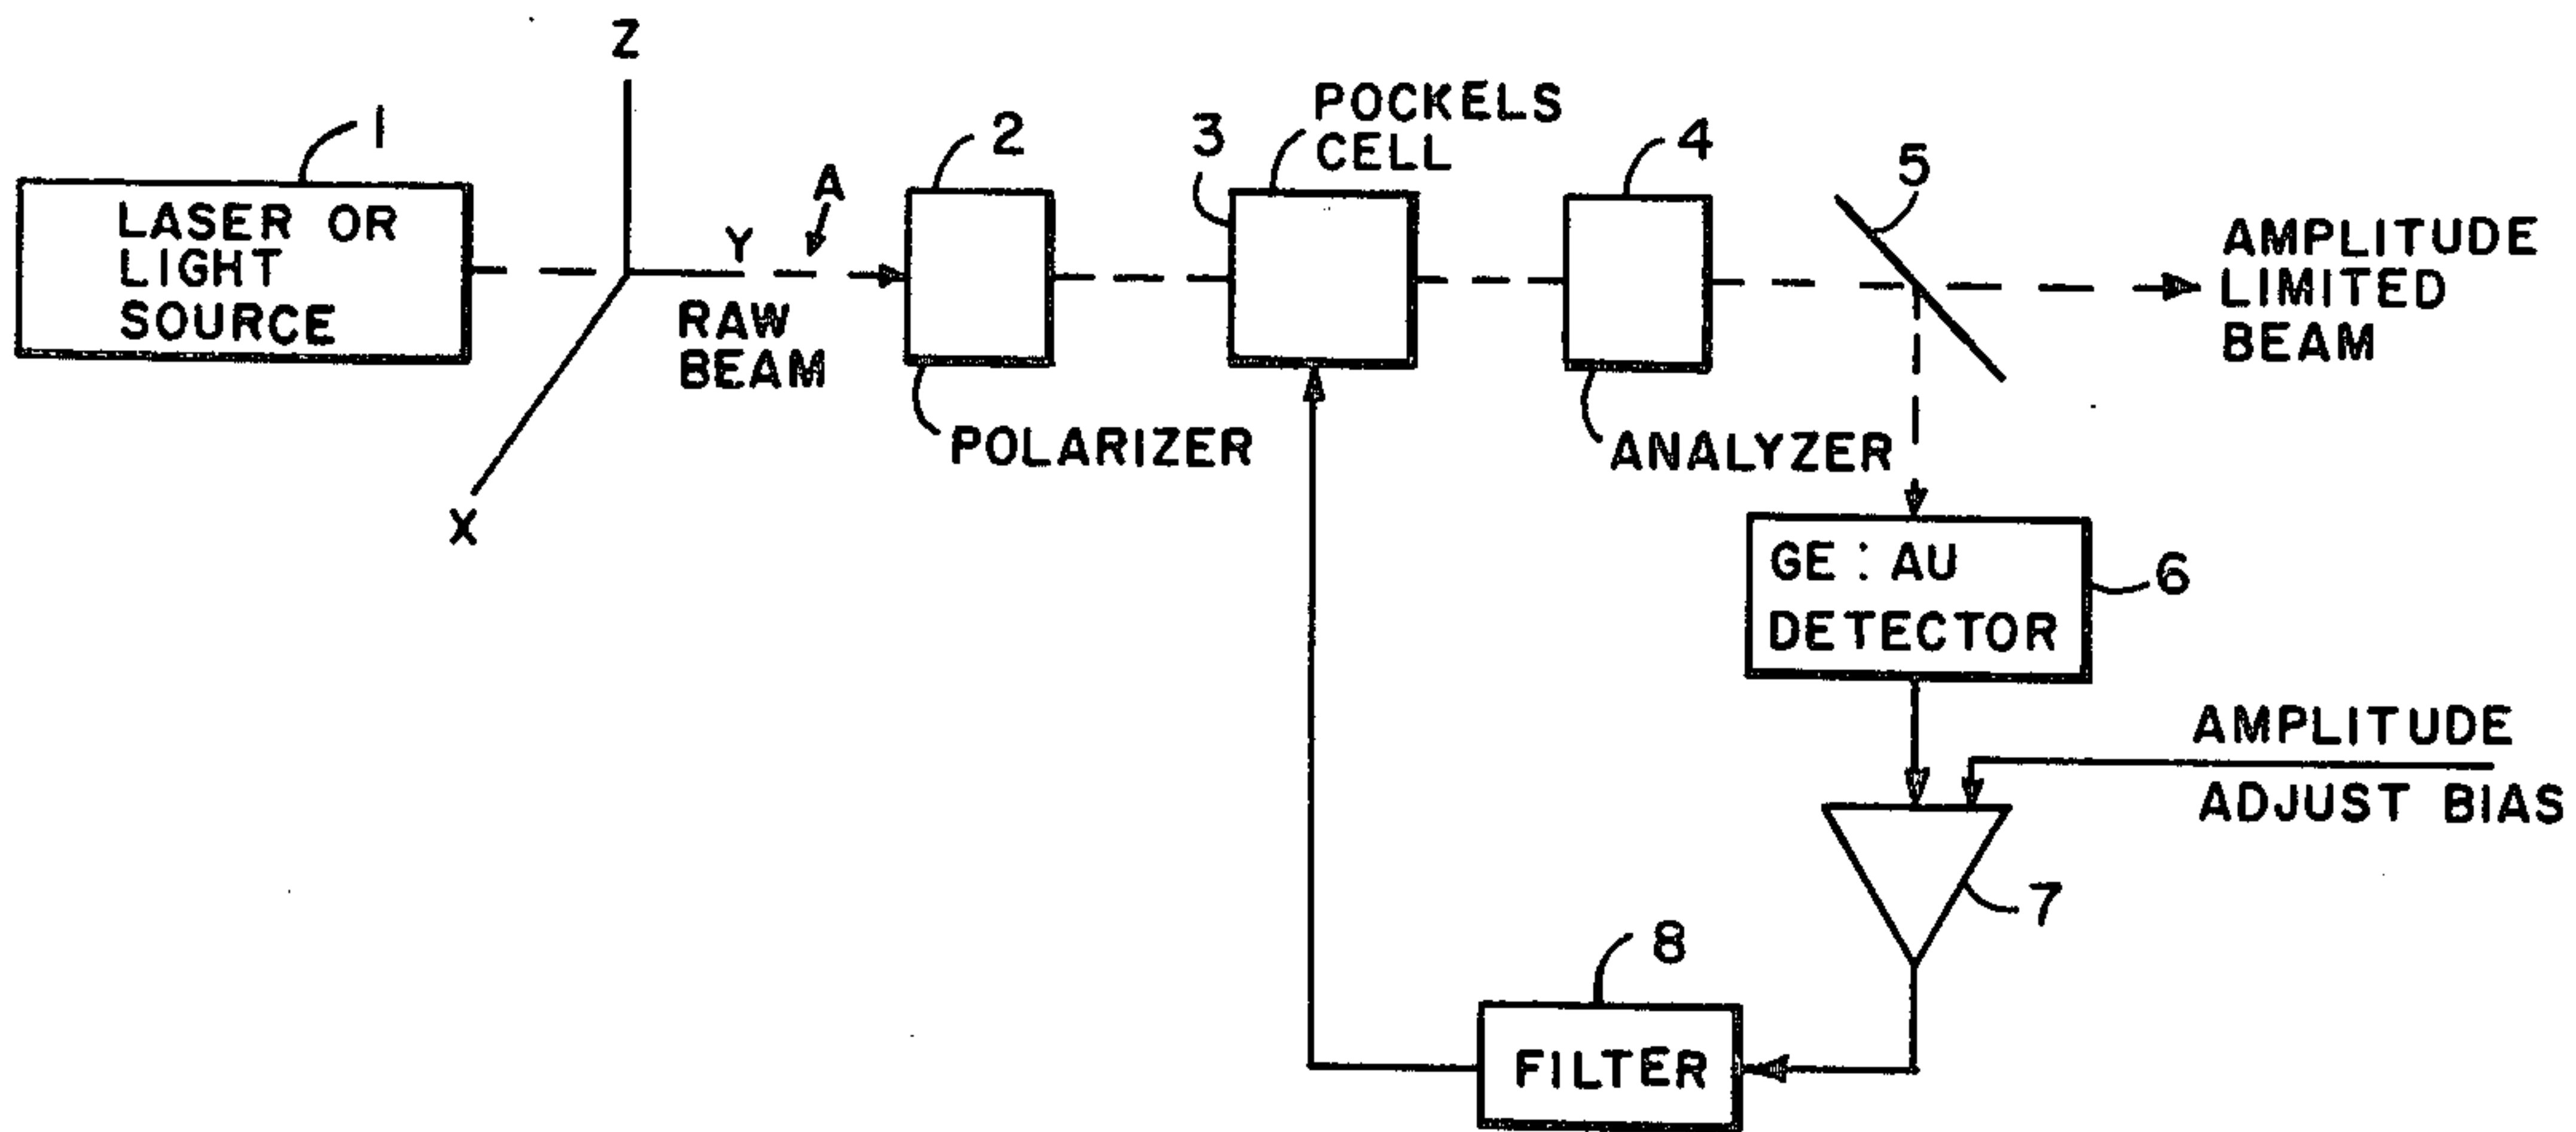 Z
1
LASER OR
LIGHT
SOURCE
Y
A
RAW
BEAM
X
2
POLARIZER
3
POCKELS
CELL
4
ANALYZER
5
AMPLITUDE
LIMITED
BEAM
GE : AU
DETECTOR
6
AMPLITUDE
ADJUST BIAS
7
8
FILTER